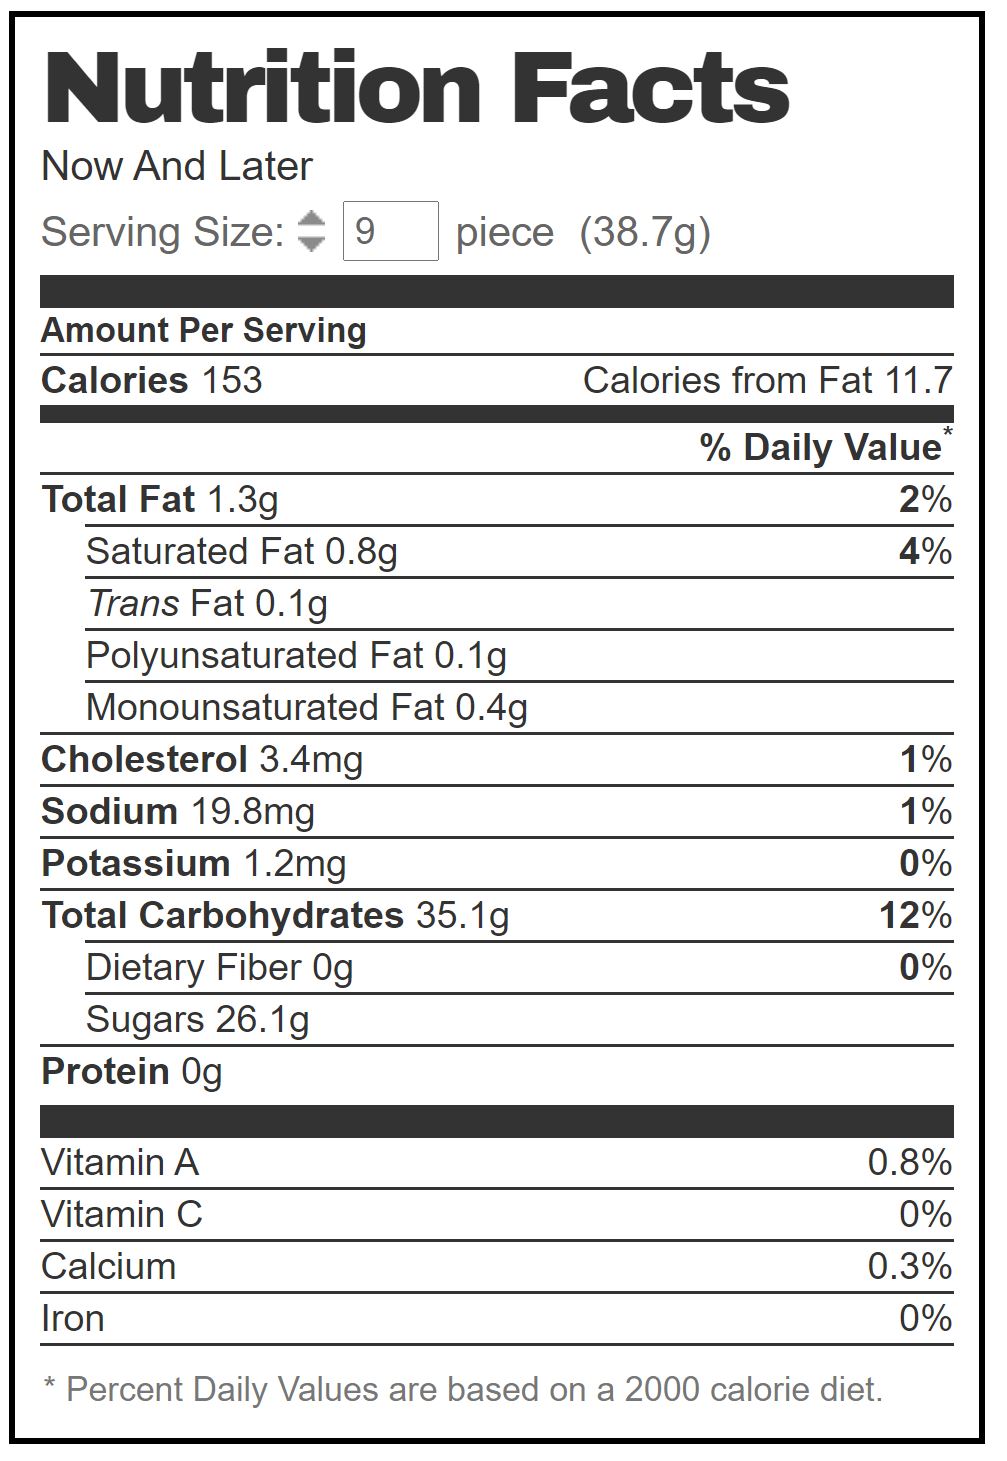 Nutrition Facts
Now And Later
Serving Size: 9 piece (38.7g)
Amount Per Serving
Calories 153 Calories from Fat 11.7
% Daily Value*
Total Fat 1.3g 2%
Saturated Fat 0.8g 4%
Trans Fat 0.1g
Polyunsaturated Fat 0.1g
Monounsaturated Fat 0.4g
Cholesterol 3.4mg 1%
Sodium 19.8mg 1%
Potassium 1.2mg 0%
Total Carbohydrates 35.1g 12%
Dietary Fiber 0g 0%
Sugars 26.1g
Protein 0g
Vitamin A 0.8%
Vitamin C 0%
Calcium 0.3%
Iron 0%
* Percent Daily Values are based on a 2000 calorie diet.